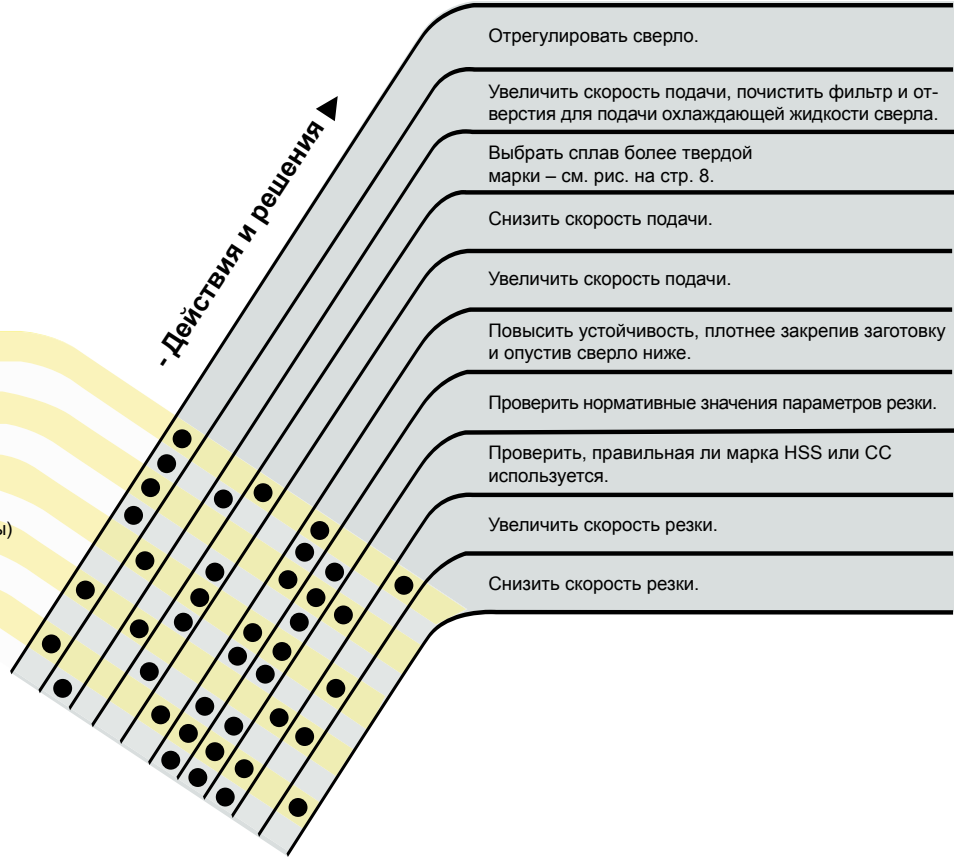 - Действия и решения
Отрегулировать сверло.
Увеличить скорость подачи, почистить фильтр и от-
верстия для подачи охлаждающей жидкости сверла.
Выбрать сплав более твердой
марки – см. рис. на стр. 8.
Снизить скорость подачи.
Увеличить скорость подачи.
Повысить устойчивость, плотнее закрепив заготовку
и опустив сверло ниже.
Проверить нормативные значения параметров резки.
Проверить, правильная ли марка HSS или CC
используется.
Увеличить скорость резки.
Снизить скорость резки.